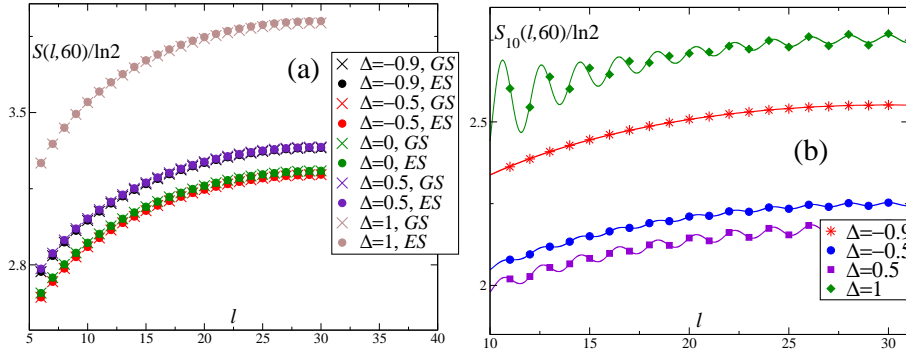 S(l,60)/ln2
(a)
3.5
2.8
Δ=−0.9, GS
Δ=−0.9, ES
Δ=−0.5, GS
Δ=−0.5, ES
Δ=0, GS
Δ=0, ES
Δ=0.5, GS
Δ=0.5, ES
Δ=1, GS
Δ=1, ES
5 10 15 20 25 30 35 40
l
S10(l,60)/ln2
2.5
2
(b)
Δ=−0.9
Δ=−0.5
Δ=0.5
Δ=1
10 15 20 25 30
l